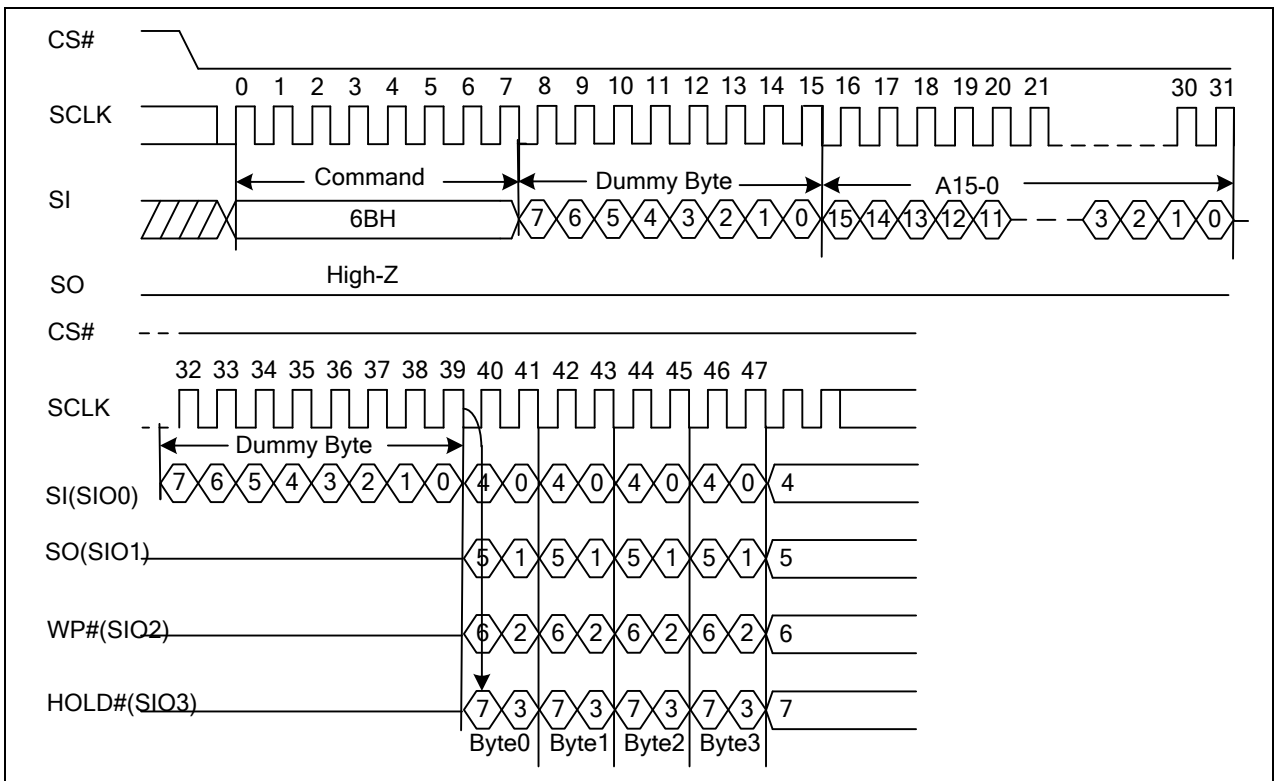 CS#
0 1 2 3 4 5 6 7 8 9 10 11 12 13 14 15 16 17 18 19 20 21 30 31
SCLK
Command Dummy Byte A15-0
SI
6BH 7 6 5 4 3 2 1 0 15 14 13 12 11 3 2 1 0
High-Z
SO
CS#
32 33 34 35 36 37 38 39 40 41 42 43 44 45 46 47
SCLK
Dummy Byte
SI(SIO0) 7 6 5 4 3 2 1 0 4 0 4 0 4 0 4 0 4
SO(SIO1) 5 1 5 1 5 1 5 1 5
WP#(SIO2) 6 2 6 2 6 2 6 2 6
HOLD#(SIO3) 7 3 7 3 7 3 7 3 7
Byte0 Byte1 Byte2 Byte3